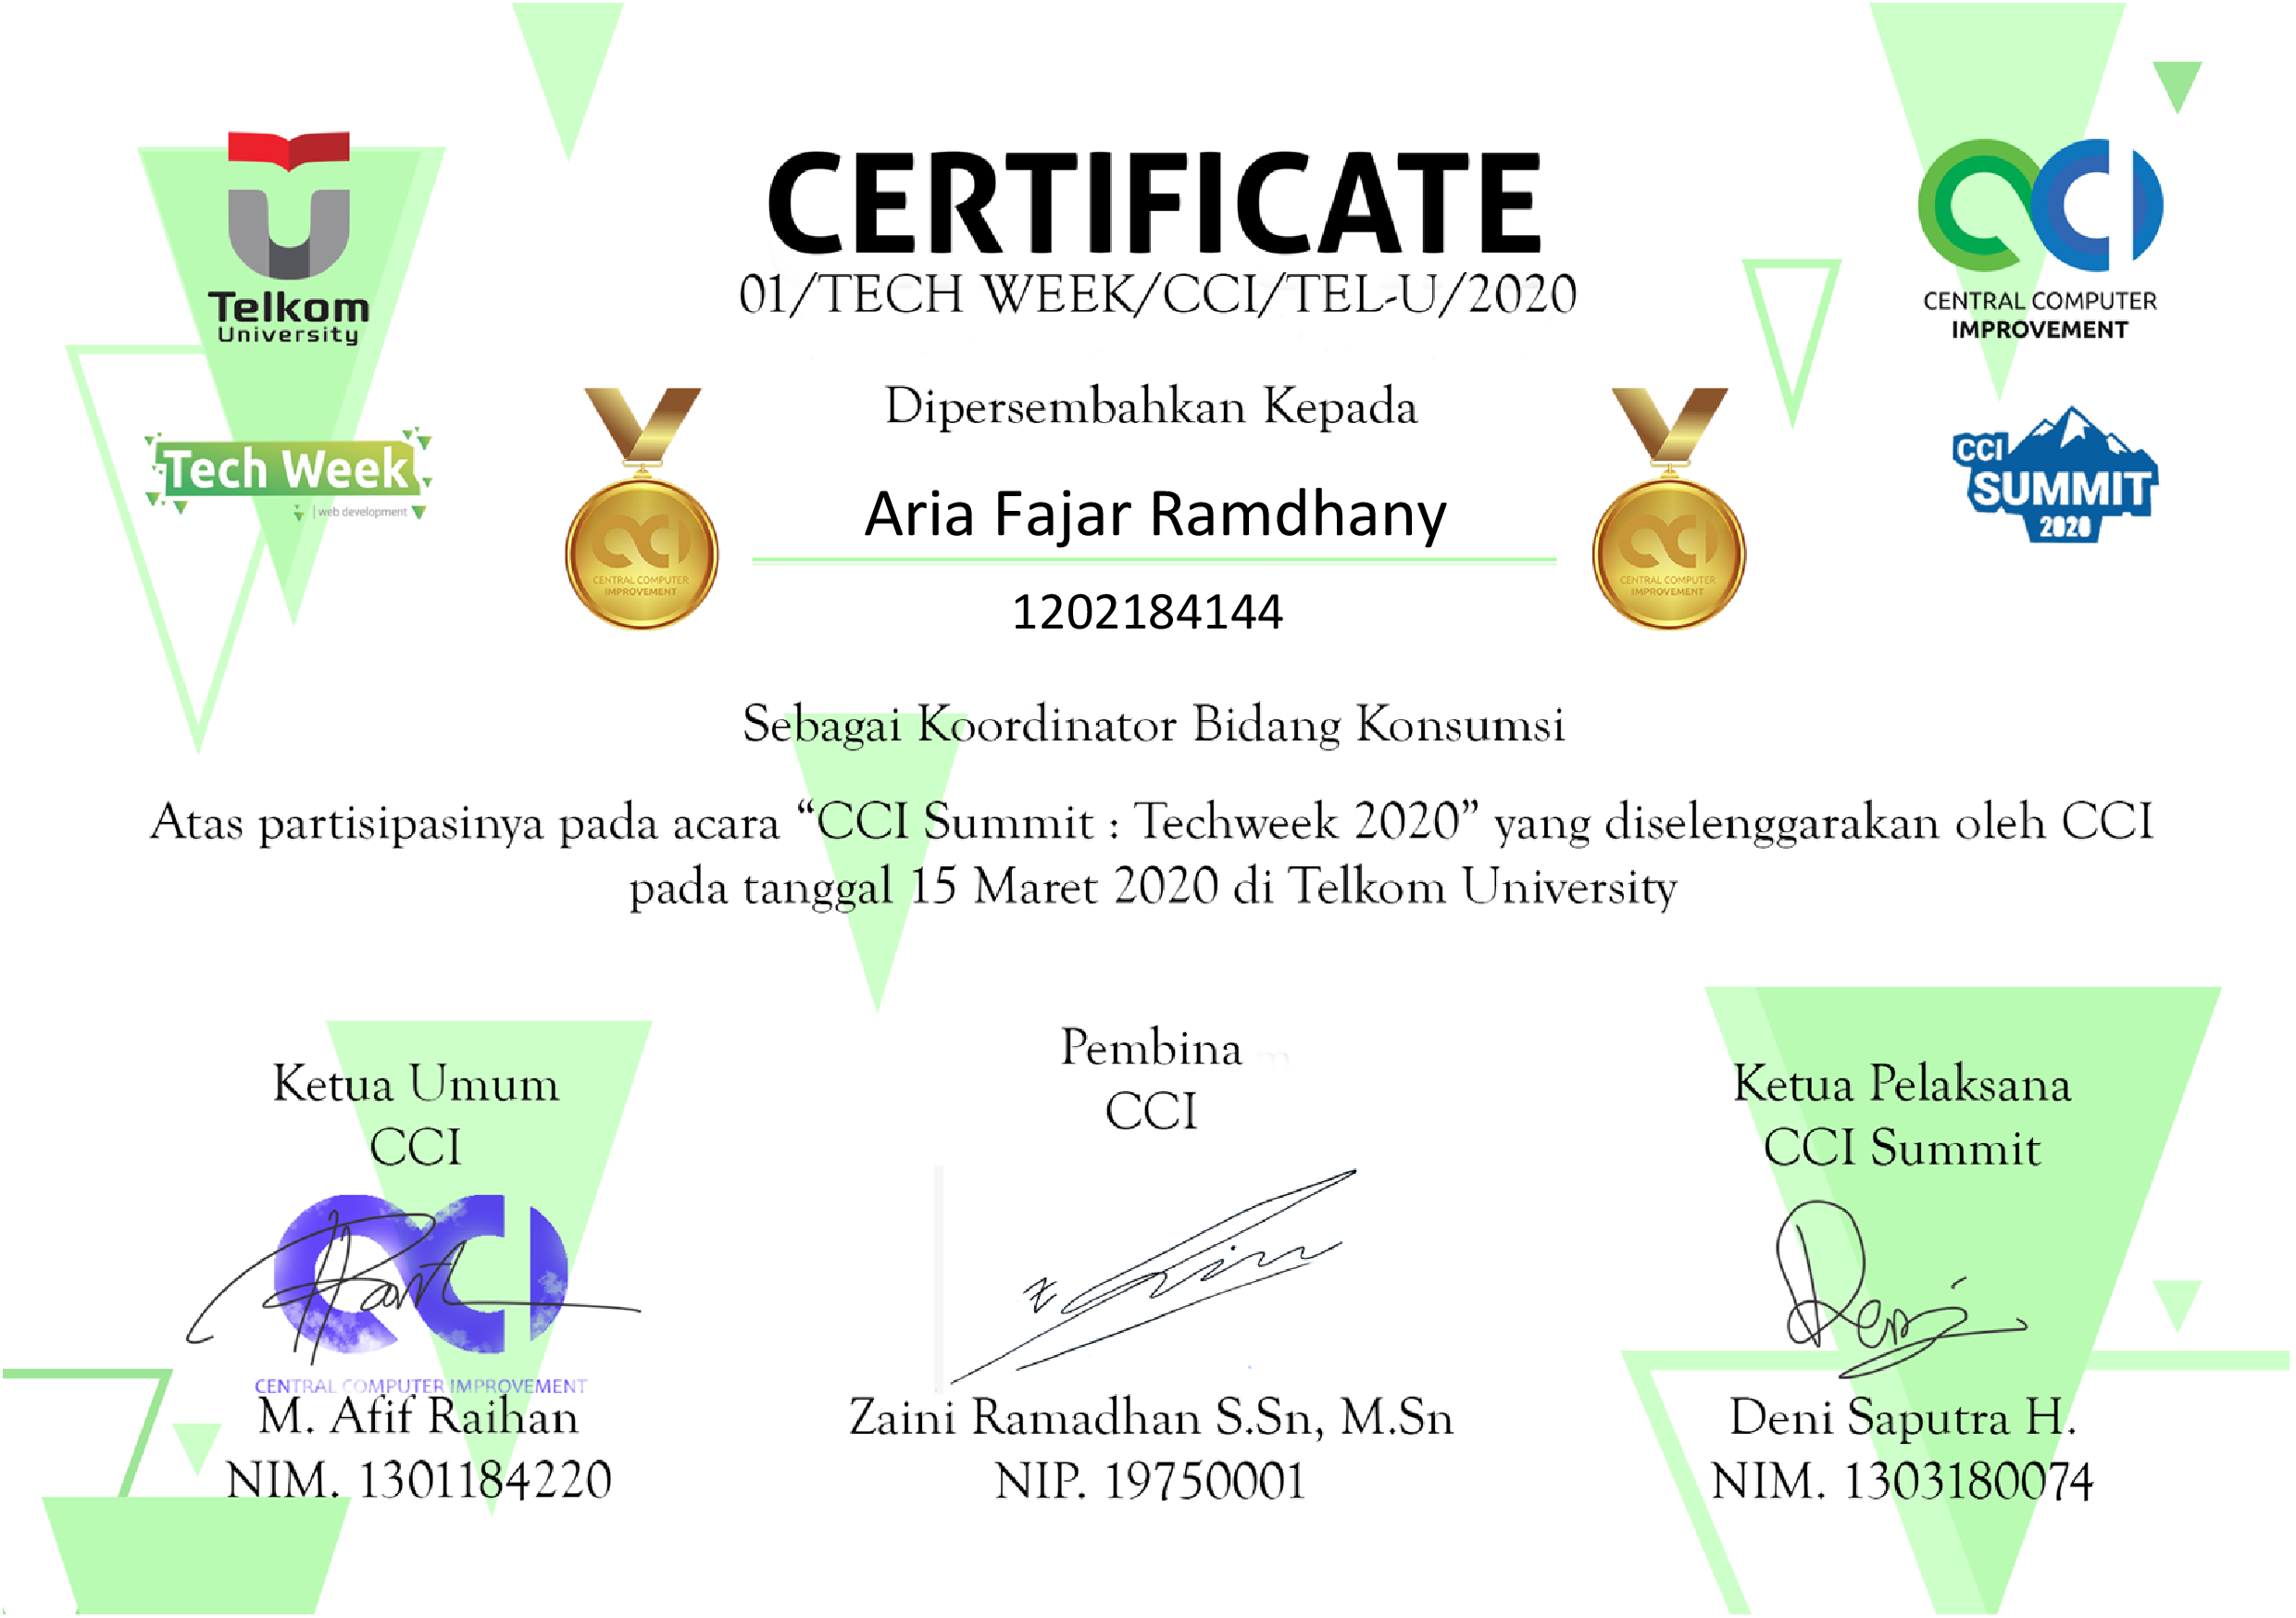 Telkom
University
CERTIFICATE
01/TECH WEEK/CCI/TEL-U/2020
CCI
CENTRAL COMPUTER
IMPROVEMENT
Tech Week
| web development
Dipersembahkan Kepada
Aria Fajar Ramdhany
1202184144
CCI
CENTRAL COMPUTER
IMPROVEMENT
CCI
CENTRAL COMPUTER
IMPROVEMENT
CCI
SUMMIT
2020
Sebagai Koordinator Bidang Konsumsi
Atas partisipasinya pada acara “CCI Summit : Techweek 2020” yang diselenggarakan oleh CCI
pada tanggal 15 Maret 2020 di Telkom University
Ketua Umum
CCI
CCI
CENTRAL COMPUTER IMPROVEMENT
M. Afif Raihan
NIM. 1301184220
Pembina
CCI
Zaini Ramadhan S.Sn, M.Sn
NIP. 19750001
Ketua Pelaksana
CCI Summit
Deni Saputra H.
NIM. 1303180074